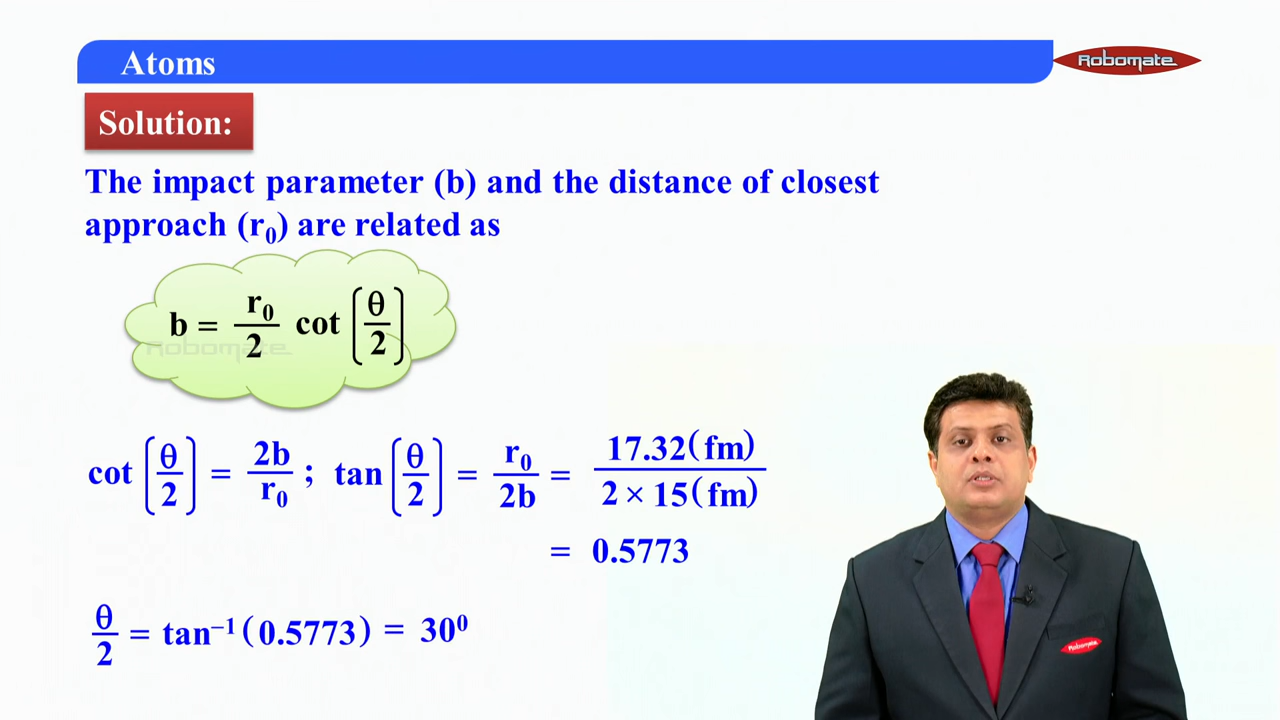 Atoms
Robomate
Solution:
The impact parameter (b) and the distance of closest
approach (r₀) are related as
b = r₀/2 cot [θ/2]
Robomate
cot [θ/2] = 2b/r₀ ; tan [θ/2] = r₀/2b = 17.32(fm)/2 × 15(fm)
= 0.5773
θ/2 = tan⁻¹(0.5773) = 30⁰
Robomate